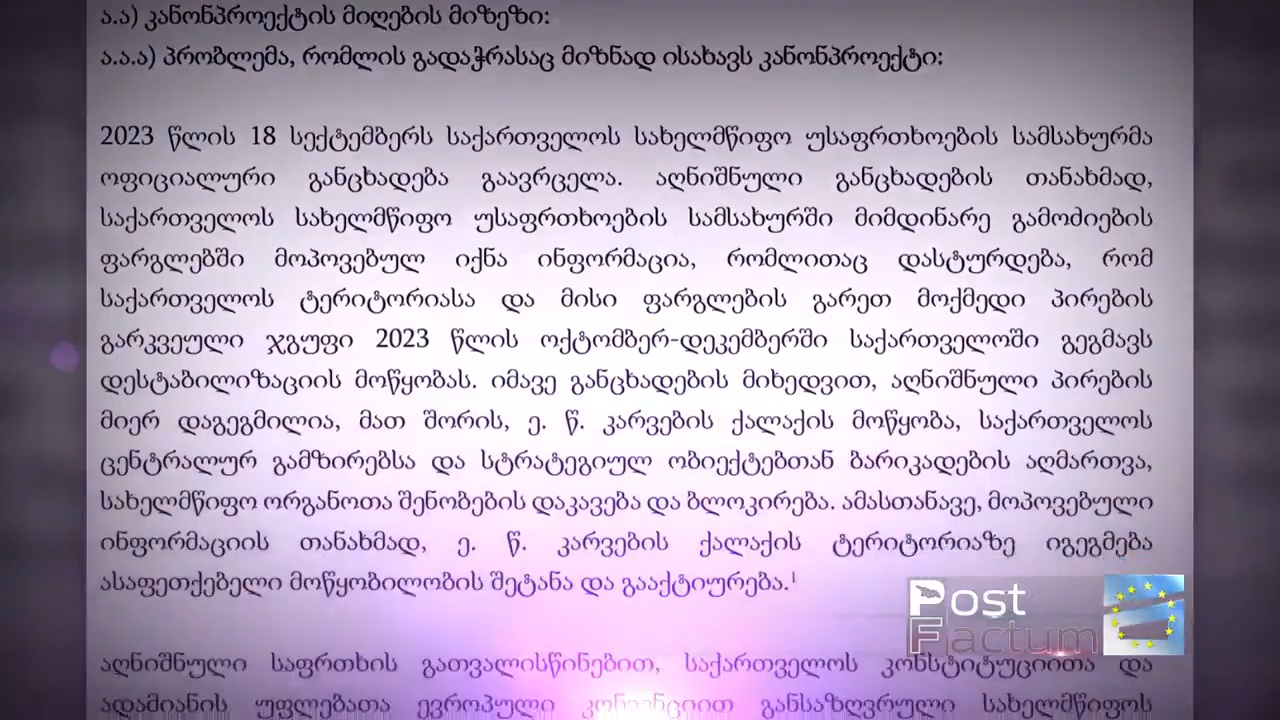 ა.ა) კანონპროექტის მიღების მიზეზი:
ა.ა.ა) პრობლემა, რომლის გადაჭრასაც მიზნად ისახავს კანონპროექტი:
2023 წლის 18 სექტემბერს საქართველოს სახელმწიფო უსაფრთხოების სამსახურმა
ოფიციალური განცხადება გაავრცელა. აღნიშნული განცხადების თანახმად,
საქართველოს სახელმწიფო უსაფრთხოების სამსახურში მიმდინარე გამოძიების
ფარგლებში მოპოვებულ იქნა ინფორმაცია, რომლითაც დასტურდება, რომ
საქართველოს ტერიტორიასა და მისი ფარგლების გარეთ მოქმედი პირების
გარკვეული ჯგუფი 2023 წლის ოქტომბერ-დეკემბერში საქართველოში გეგმავს
დესტაბილიზაციის მოწყობას. იმავე განცხადების მიხედვით, აღნიშნული პირების
მიერ დაგეგმილია, მათ შორის, ე. წ. კარვების ქალაქის მოწყობა, საქართველოს
ცენტრალურ გამზირებსა და სტრატეგიულ ობიექტებთან ბარიკადების აღმართვა,
სახელმწიფო ორგანოთა შენობების დაკავება და ბლოკირება. ამასთანავე, მოპოვებული
ინფორმაციის თანახმად, ე. წ. კარვების ქალაქის ტერიტორიაზე იგეგმება
ასაფეთქებელი მოწყობილობის შეტანა და გააქტიურება.¹
Post
Factum
აღნიშნული საფრთხის გათვალისწინებით, საქართველოს კონსტიტუციითა და
ადამიანის უფლებათა ევროპული კონვენციით განსაზღვრული სახელმწიფოს